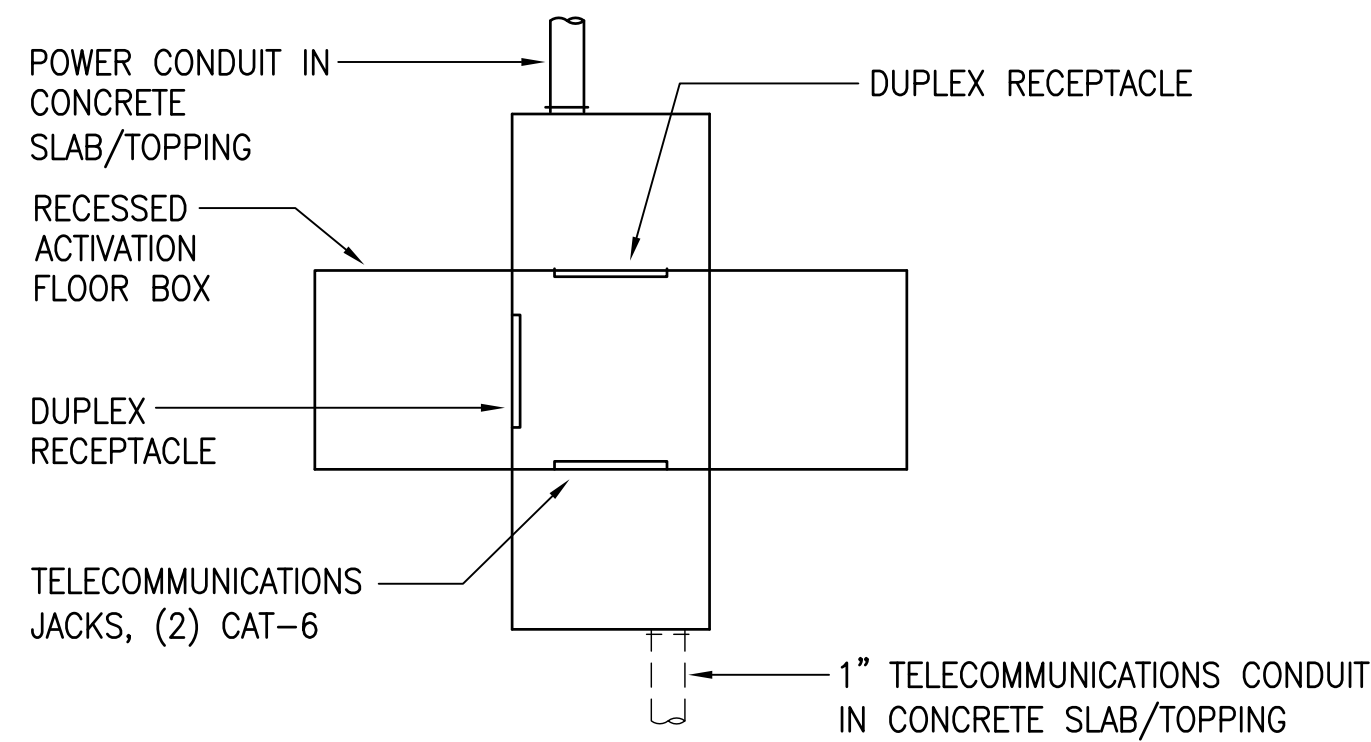 POWER CONDUIT IN
CONCRETE
SLAB/TOPPING
DUPLEX RECEPTACLE
RECESSED
ACTIVATION
FLOOR BOX
DUPLEX
RECEPTACLE
TELECOMMUNICATIONS
JACKS, (2) CAT-6
1" TELECOMMUNICATIONS CONDUIT
IN CONCRETE SLAB/TOPPING